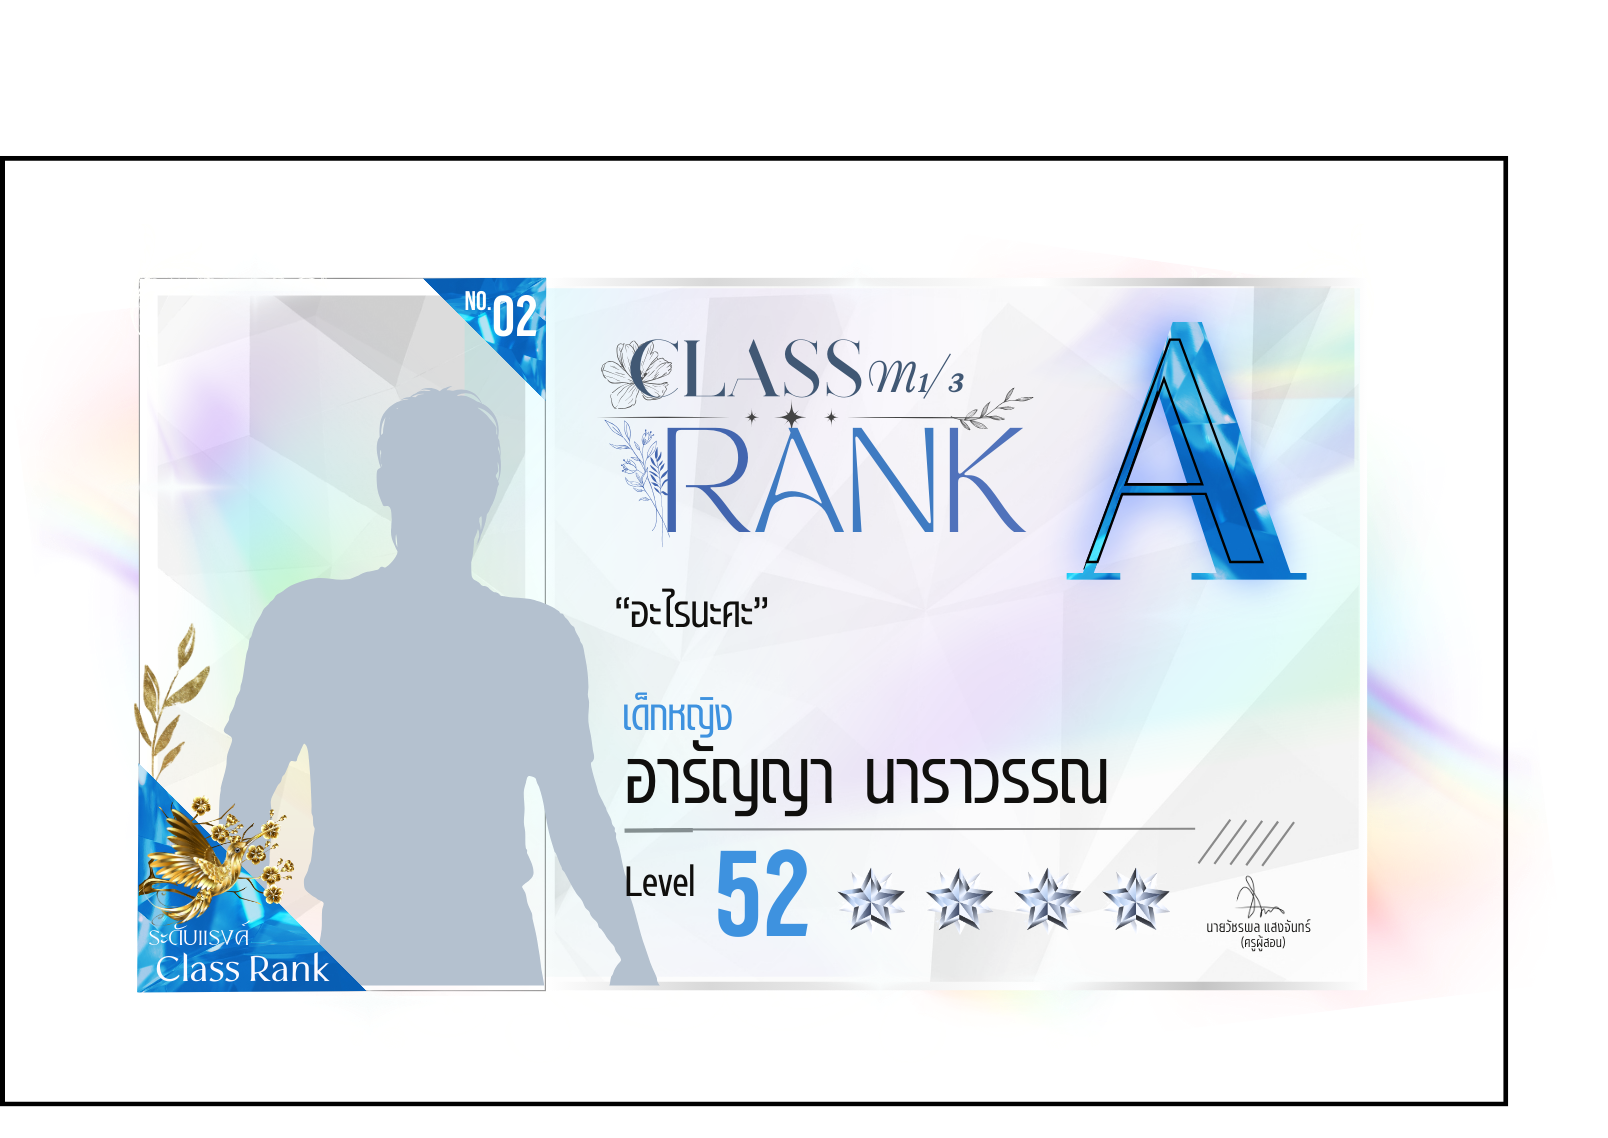 NO.02
CLASS m1/3
RANK
“อะไรนะคะ”
เด็กหญิง
อารัญญา นาราวรรณ
Level 52
A
นายวัชรพล แสงจันทร์
(ครูผู้สอน)
ระดับแรงค์
Class Rank